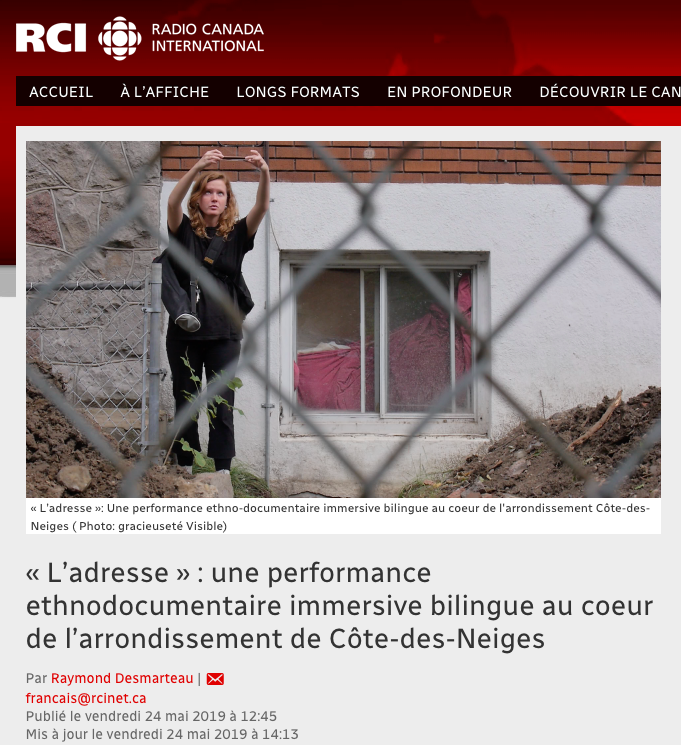 RCI RADIO CANADA
INTERNATIONAL
ACCUEIL À L'AFFICHE LONGS FORMATS EN PROFONDEUR DÉCOUVRIR LE CAN
« L'adresse »: Une performance ethno-documentaire immersive bilingue au coeur de l'arrondissement Côte-des-
Neiges ( Photo: gracieuseté Visible)
« L'adresse » : une performance
ethnodocumentaire immersive bilingue au coeur
de l'arrondissement de Côte-des-Neiges
Par Raymond Desmarteau |
francais@rcinet.ca
Publié le vendredi 24 mai 2019 à 12:45
Mis à jour le vendredi 24 mai 2019 à 14:13